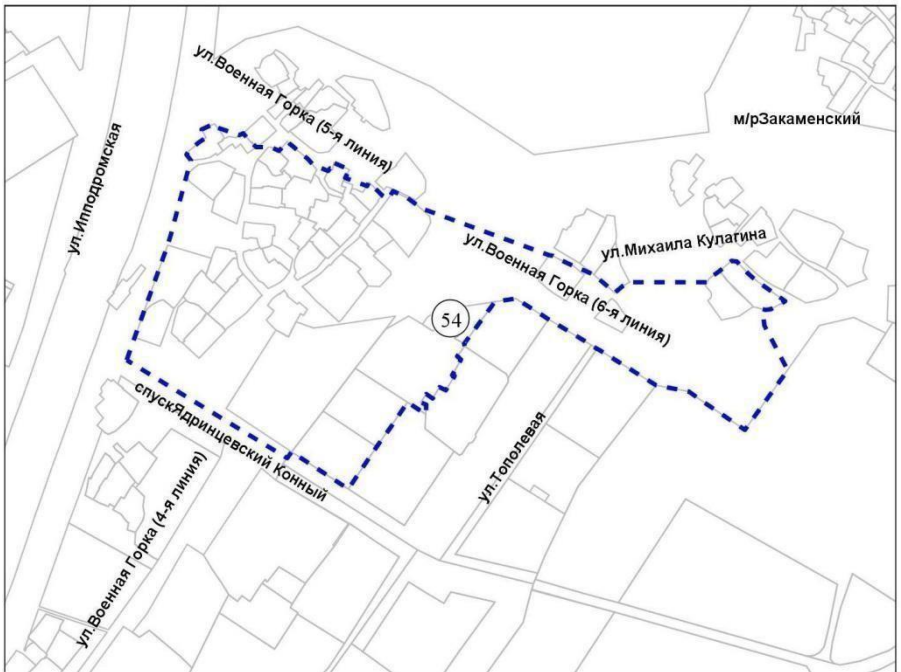 ул.Военная Горка (5-я линия)
м/рЗакаменский
ул.Ипподромская
ул.Михаила Кулагина
ул.Военная Горка (6-я линия)
54
спускЯдринцевский Конный
ул.Тополевая
ул.Военная Горка (4-я линия)